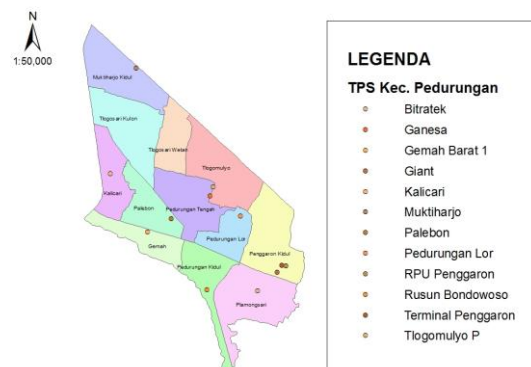 N
1:50,000
Muktiharjo Kidul
Tlogosari Kulon
Tlogosari Wetan
Tlogomulyo
Kalicari
Palebon
Pedurungan Tengah
Pedurungan Lor
Gemah
Penggaron Kidul
Pedurungan Kidul
Plamongsari
LEGENDA
TPS Kec. Pedurungan
Bitratek
Ganesa
Gemah Barat 1
Giant
Kalicari
Muktiharjo
Palebon
Pedurungan Lor
RPU Penggaron
Rusun Bondowoso
Terminal Penggaron
Tlogomulyo P